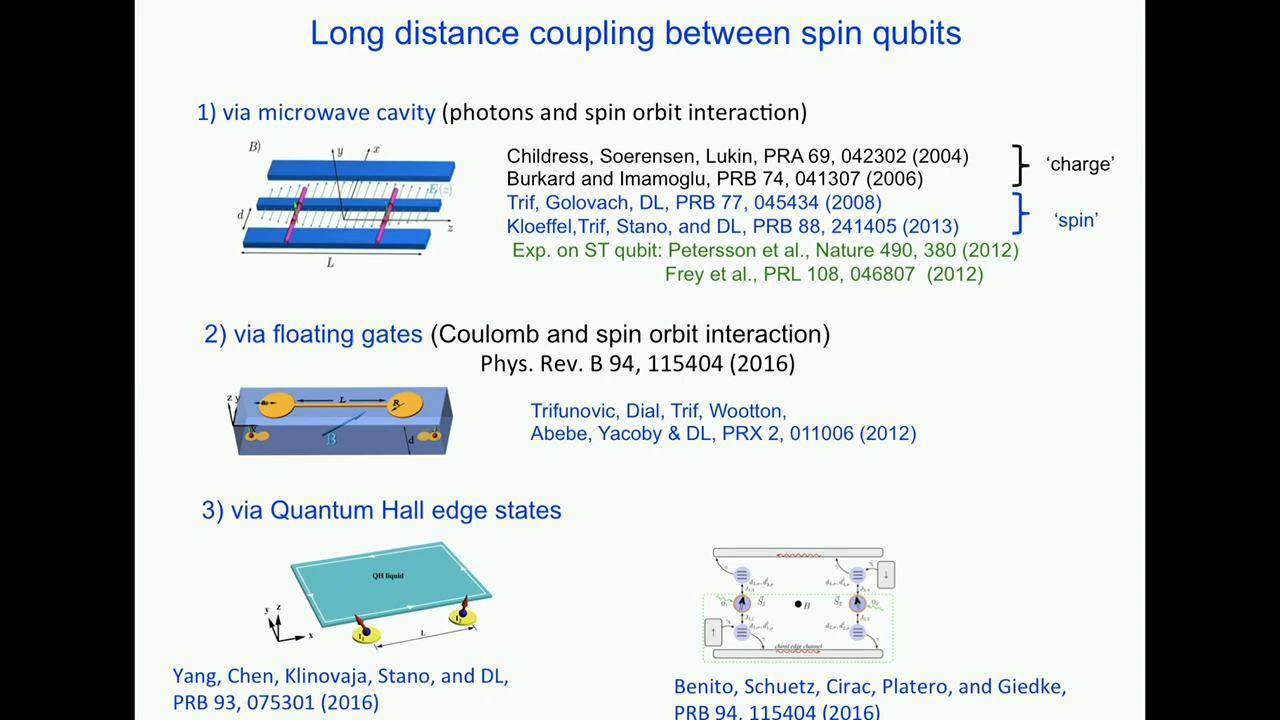 Long distance coupling between spin qubits
1) via microwave cavity (photons and spin orbit interaction)
B)
y
x
z
d
L
Childress, Soerensen, Lukin, PRA 69, 042302 (2004)
Burkard and Imamoglu, PRB 74, 041307 (2006)
‘charge’
Trif, Golovach, DL, PRB 77, 045434 (2008)
Kloeffel,Trif, Stano, and DL, PRB 88, 241405 (2013)
‘spin’
Exp. on ST qubit: Petersson et al., Nature 490, 380 (2012)
Frey et al., PRL 108, 046807 (2012)
2) via floating gates (Coulomb and spin orbit interaction)
Phys. Rev. B 94, 115404 (2016)
z y
L
R
B
d
Trifunovic, Dial, Trif, Wootton,
Abebe, Yacoby & DL, PRX 2, 011006 (2012)
3) via Quantum Hall edge states
QH liquid
y z
x
L
B
chiral edge channel
Yang, Chen, Klinovaja, Stano, and DL,
PRB 93, 075301 (2016)
Benito, Schuetz, Cirac, Platero, and Giedke,
PRB 94, 115404 (2016)